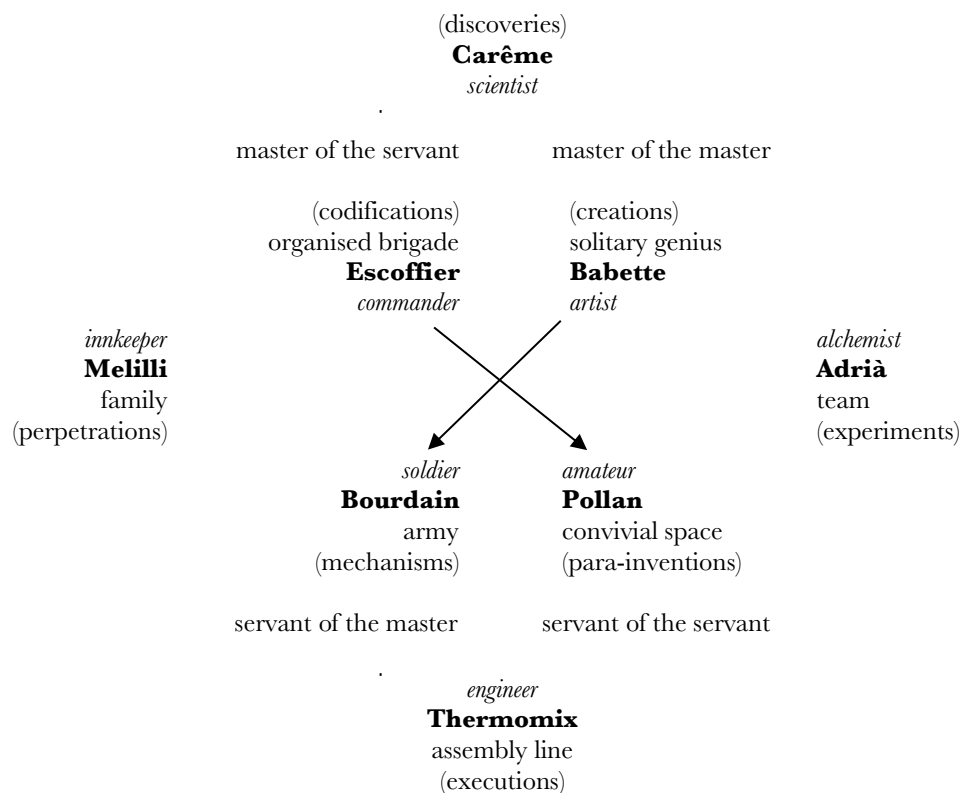 (discoveries)
Carême
scientist
master of the servant
master of the master
(codifications)
organised brigade
Escoffier
commander
(creations)
solitary genius
Babette
artist
innkeeper
Melilli
family
(perpetrations)
alchemist
Adrià
team
(experiments)
soldier
Bourdain
army
(mechanisms)
amateur
Pollan
convivial space
(para-inventions)
servant of the master
servant of the servant
engineer
Thermomix
assembly line
(executions)